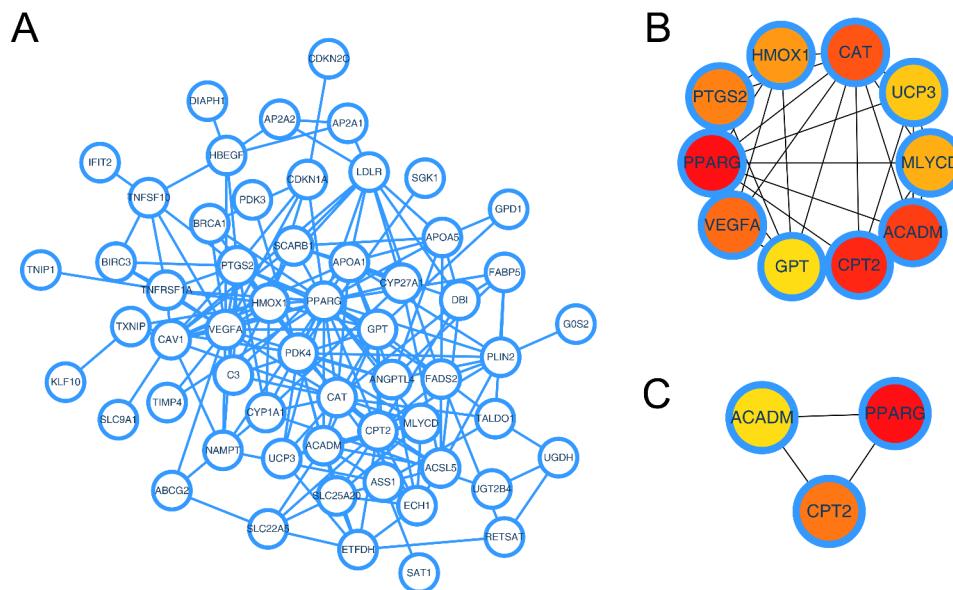 A
CDKN2C
DIAPH1
AP2A2
AP2A1
HBEGF
IFIT2
LDLR
SGK1
CDKN1A
TNFSF10
PDK3
GPD1
BRCA1
APOA5
SCARB1
BIRC3
PTGS2
APOA1
TNIP1
FABP5
CYP27A1
TNFRSF1A
HMOX1
PPARG
DBI
TXNIP
VEGFA
GPT
G0S2
CAV1
PDK4
PLIN2
C3
ANGPTL4
FADS2
KLF10
TIMP4
CAT
SLC9A1
CYP1A1
MLYCD
TALDO1
CPT2
NAMPT
ACADM
UCP3
ACSL5
UGDH
ABCG2
ASS1
UGT2B4
SLC25A20
ECH1
SLC22A5
RETSAT
ETFDH
SAT1
B
HMOX1
CAT
UCP3
PTGS2
PPARG
MLYCD
VEGFA
ACADM
GPT
CPT2
C
ACADM
PPARG
CPT2